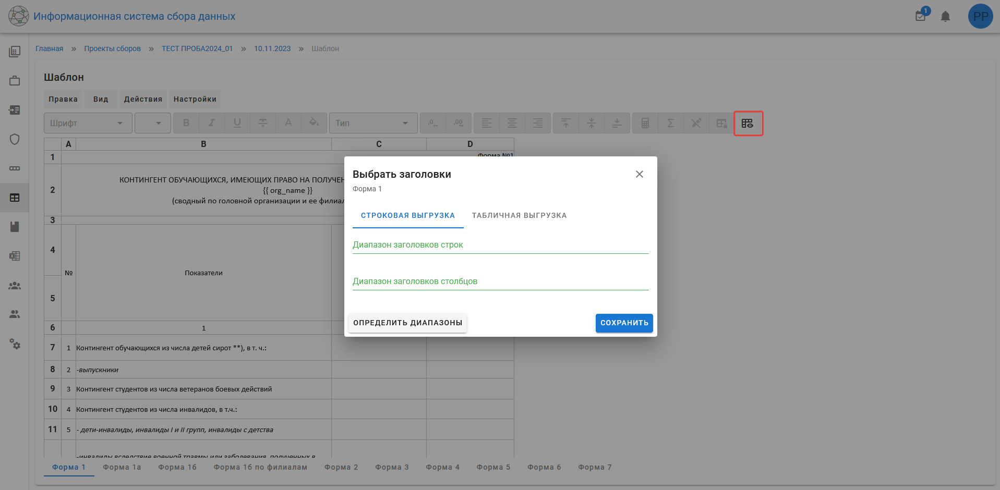 Информационная система сбора данных
1
PP
Главная » Проекты сборов » ТЕСТ ПРОБА2024_01 » 10.11.2023 » Шаблон
Шаблон
Правка Вид Действия Настройки
Шрифт B I U A Тип .0 .00 Σ
A B C D
1 Форма №1
2 КОНТИНГЕНТ ОБУЧАЮЩИХСЯ, ИМЕЮЩИХ ПРАВО НА
{{ org_name }}
(сводный по головной организации и ее
3
4
№ Показатели
5
6 1
7 1 Контингент обучающихся из числа детей сирот **), в т. ч.:
8 2 -выпускники
9 3 Контингент студентов из числа ветеранов боевых действий
10 4 Контингент студентов из числа инвалидов, в т.ч.:
11 5 - дети-инвалиды, инвалиды I и II групп, инвалиды с детства
-инвалиды вследствие военной травмы или заболевания, полученных в
Выбрать заголовки
Форма 1
СТРОКОВАЯ ВЫГРУЗКА ТАБЛИЧНАЯ ВЫГРУЗКА
Диапазон заголовков строк
Диапазон заголовков столбцов
ОПРЕДЕЛИТЬ ДИАПАЗОНЫ СОХРАНИТЬ
Форма 1 Форма 1а Форма 1б Форма 1б по филиалам Форма 2 Форма 3 Форма 4 Форма 5 Форма 6 Форма 7